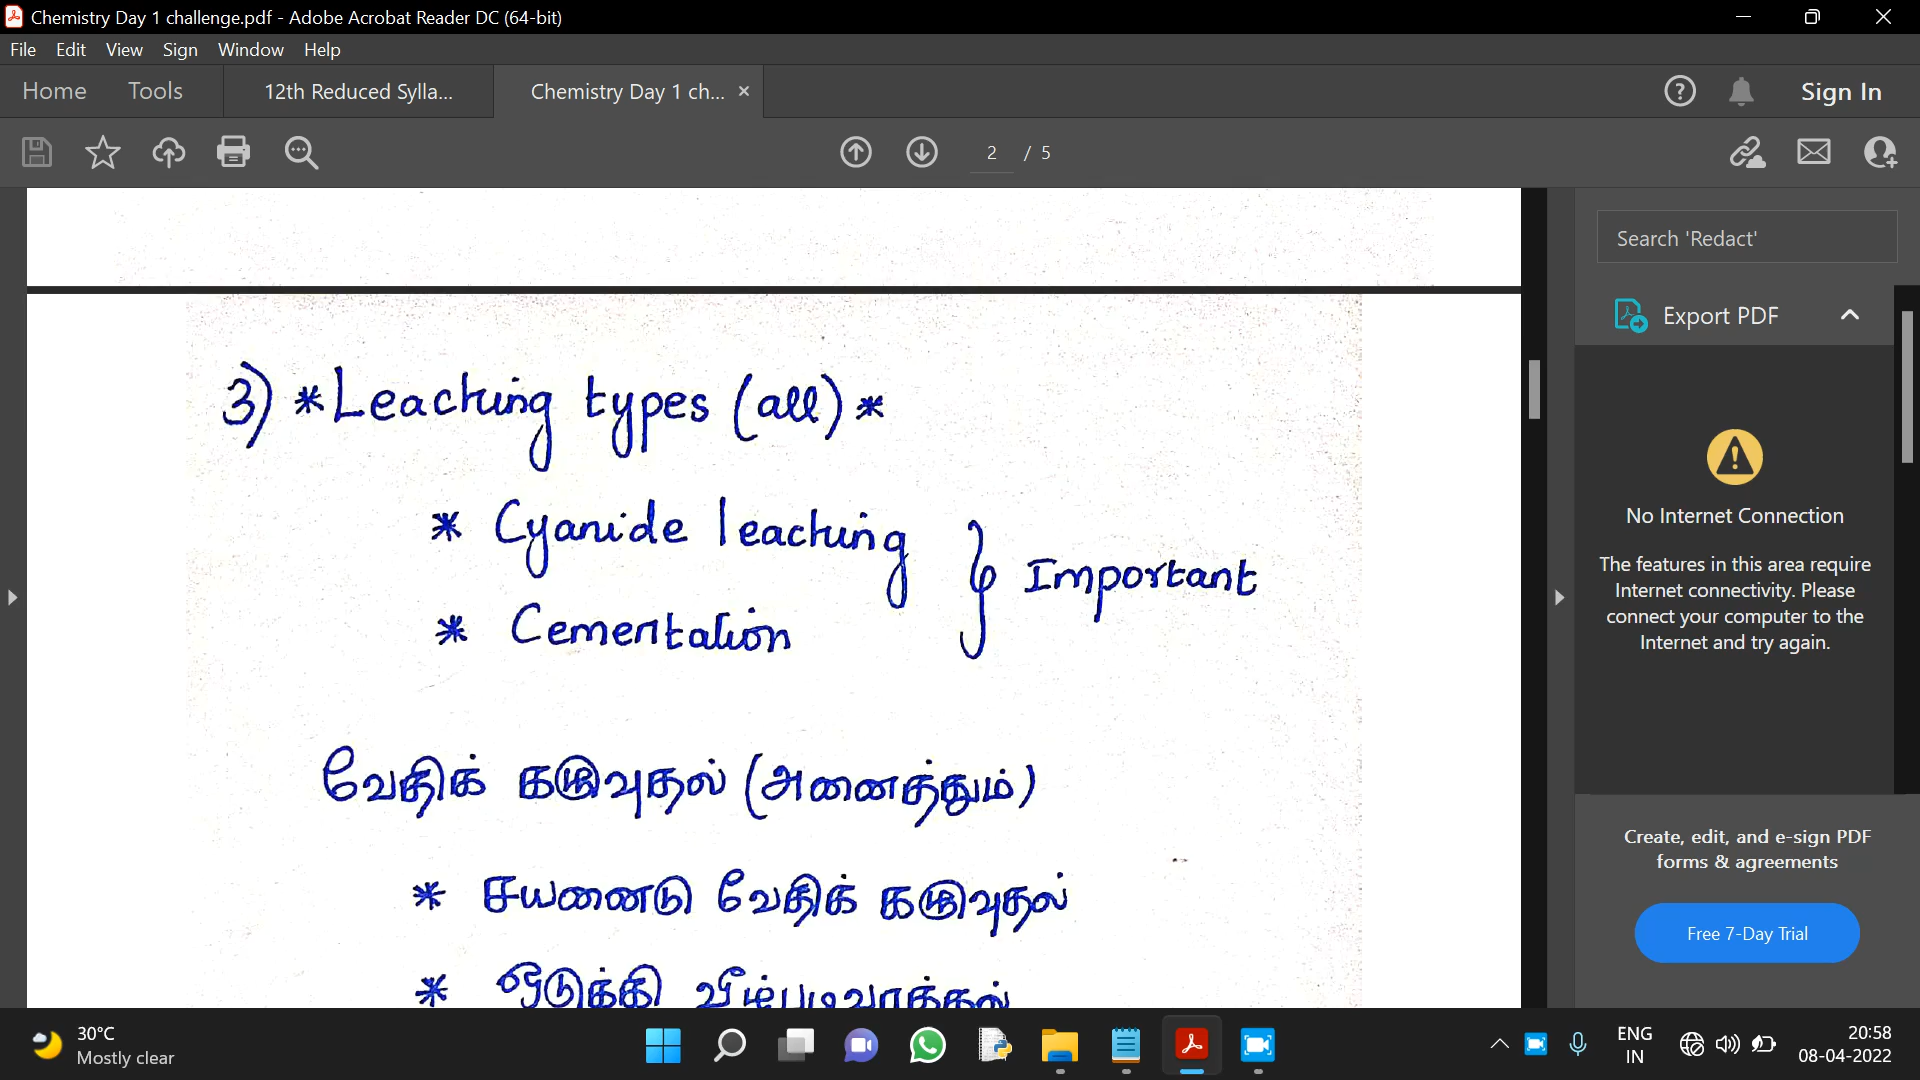 Chemistry Day 1 challenge.pdf - Adobe Acrobat Reader DC (64-bit)
File Edit View Sign Window Help
Home Tools 12th Reduced Sylla... Chemistry Day 1 ch... × Sign In
2 / 5
Search 'Redact'
Export PDF
3) *Leaching types (all)*
* Cyanide leaching
* Cementation
} Important
No Internet Connection
The features in this area require
Internet connectivity. Please
connect your computer to the
Internet and try again.
வேதிக் கழுவுதல் (அனைத்தும்)
* சயனைடு வேதிக் கழுவுதல்
* ஒடுக்கி வீழ்படிவாக்கல்
Create, edit, and e-sign PDF
forms & agreements
Free 7-Day Trial
30°C
Mostly clear
ENG
IN
20:58
08-04-2022